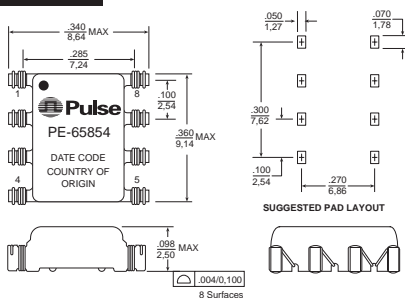 .340 MAX
8,64
.285
7,24
1
8
.100
2,54
Pulse
PE-65854
DATE CODE
COUNTRY OF
ORIGIN
4
5
.360 MAX
9,14
.098 MAX
2,50
.004/0,100
8 Surfaces
.050
1,27
.070
1,78
.300
7,62
.100
2,54
.270
6,86
SUGGESTED PAD LAYOUT